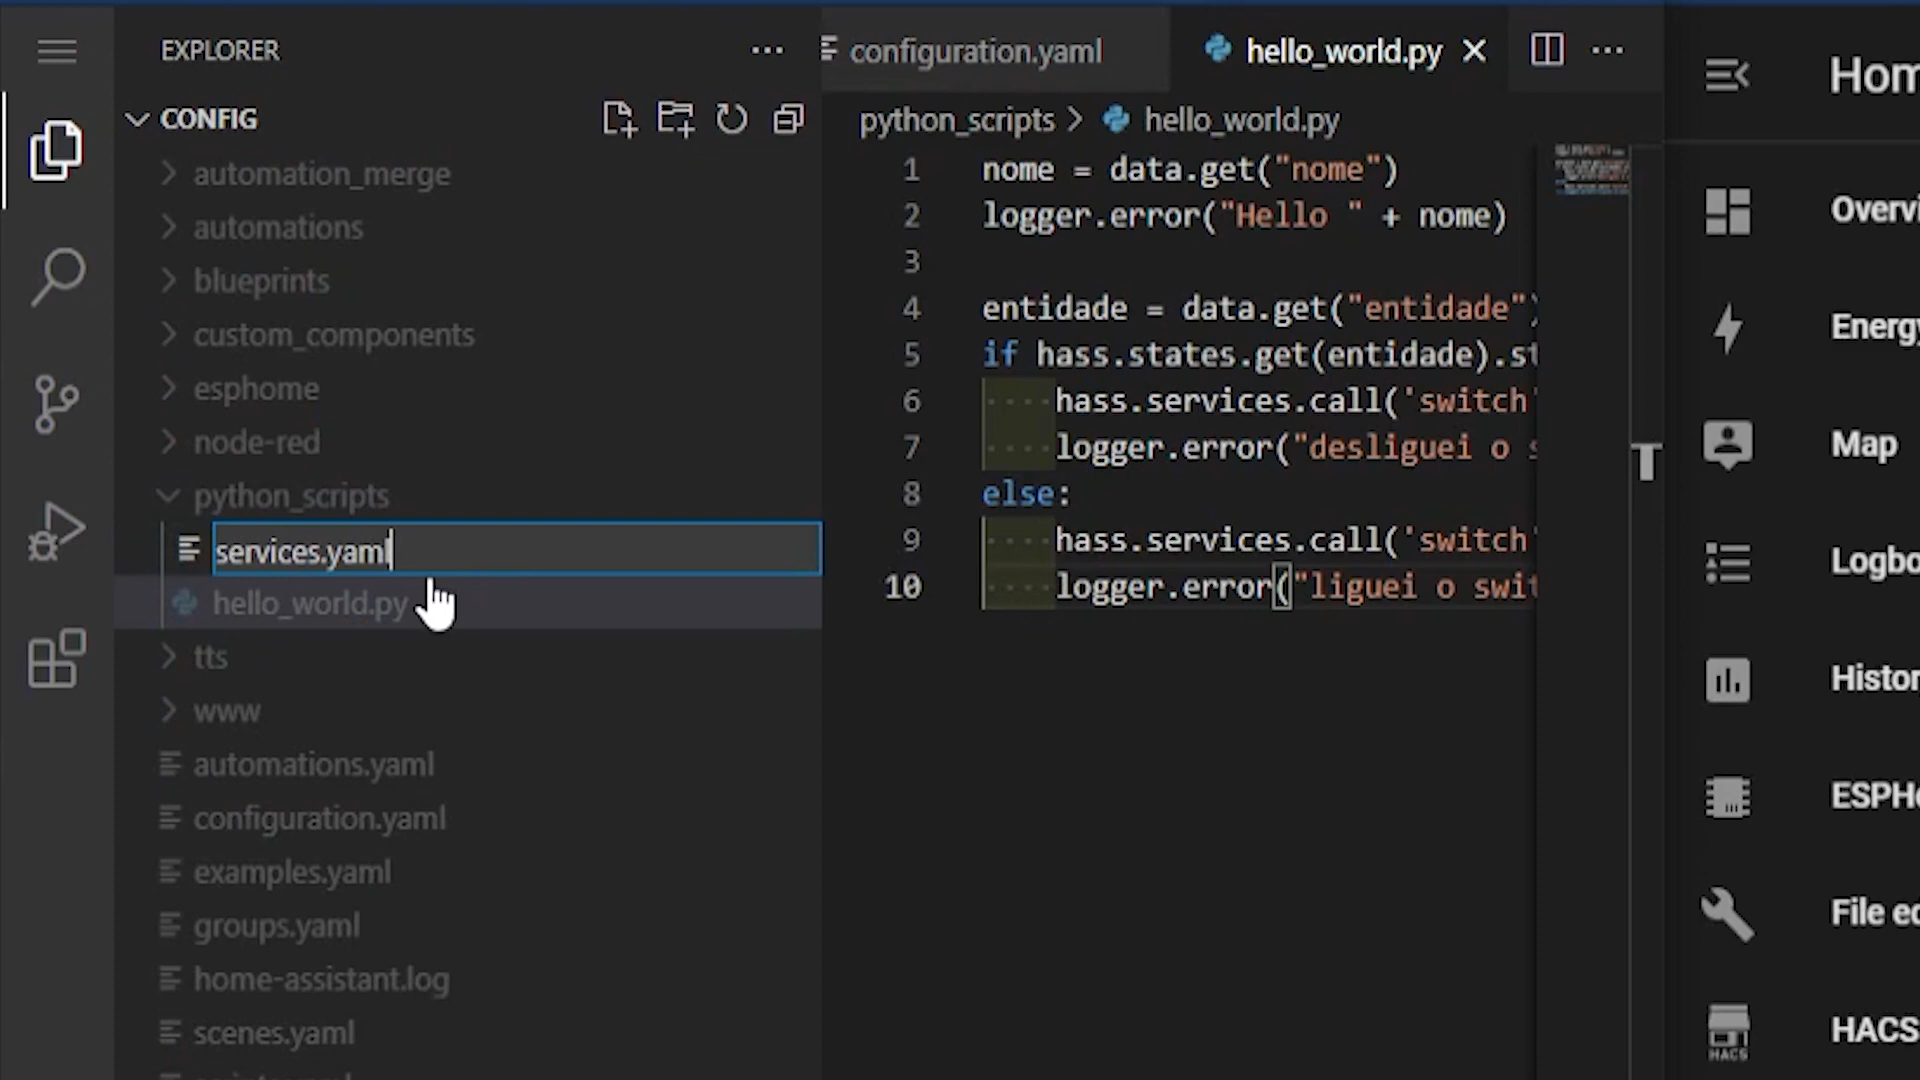 EXPLORER
CONFIG
automation_merge
automations
blueprints
custom_components
esphome
node-red
python_scripts
services.yaml
hello_world.py
tts
www
automations.yaml
configuration.yaml
examples.yaml
groups.yaml
home-assistant.log
scenes.yaml
configuration.yaml
hello_world.py
python_scripts > hello_world.py
1 nome = data.get("nome")
2 logger.error("Hello " + nome)
3
4 entidade = data.get("entidade")
5 if hass.states.get(entidade).st
6 hass.services.call('switch'
7 logger.error("desliguei o s
8 else:
9 hass.services.call('switch'
10 logger.error("liguei o swit
T
Hom
Overvi
Energy
Map
Logbo
Histor
ESPHo
File ed
HACS
HACS